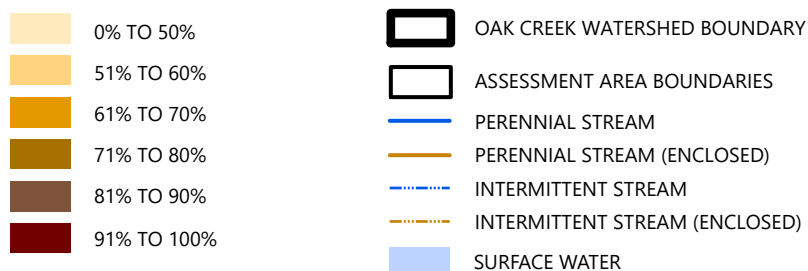 0% TO 50%
51% TO 60%
61% TO 70%
71% TO 80%
81% TO 90%
91% TO 100%
OAK CREEK WATERSHED BOUNDARY
ASSESSMENT AREA BOUNDARIES
PERENNIAL STREAM
PERENNIAL STREAM (ENCLOSED)
INTERMITTENT STREAM
INTERMITTENT STREAM (ENCLOSED)
SURFACE WATER